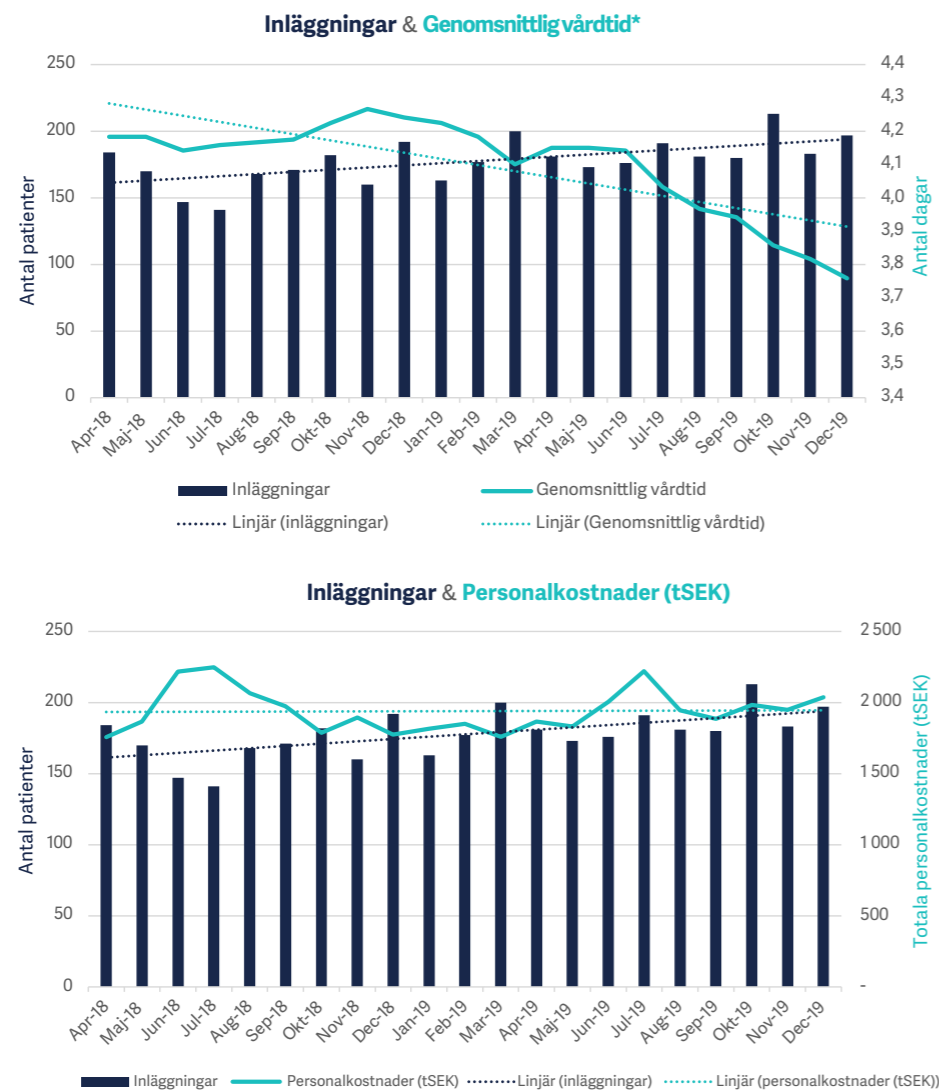 Inläggningar & Genomsnittlig vårdtid*
Antal patienter
250
200
150
100
50
0
4,4
4,3
4,2
4,1
4,0
3,9
3,8
3,7
3,6
3,5
3,4
Antal dagar
Apr-18
Maj-18
Jun-18
Jul-18
Aug-18
Sep-18
Okt-18
Nov-18
Dec-18
Jan-19
Feb-19
Mar-19
Apr-19
Maj-19
Jun-19
Jul-19
Aug-19
Sep-19
Okt-19
Nov-19
Dec-19
Inläggningar
Genomsnittlig vårdtid
Linjär (inläggningar)
Linjär (Genomsnittlig vårdtid)
Inläggningar & Personalkostnader (tSEK)
Antal patienter
250
200
150
100
50
0
2 500
2 000
1 500
1 000
500
-
Totala personalkostnader (tSEK)
Apr-18
Maj-18
Jun-18
Jul-18
Aug-18
Sep-18
Okt-18
Nov-18
Dec-18
Jan-19
Feb-19
Mar-19
Apr-19
Maj-19
Jun-19
Jul-19
Aug-19
Sep-19
Okt-19
Nov-19
Dec-19
Inläggningar
Personalkostnader (tSEK)
Linjär (inläggningar)
Linjär (personalkostnader (tSEK))